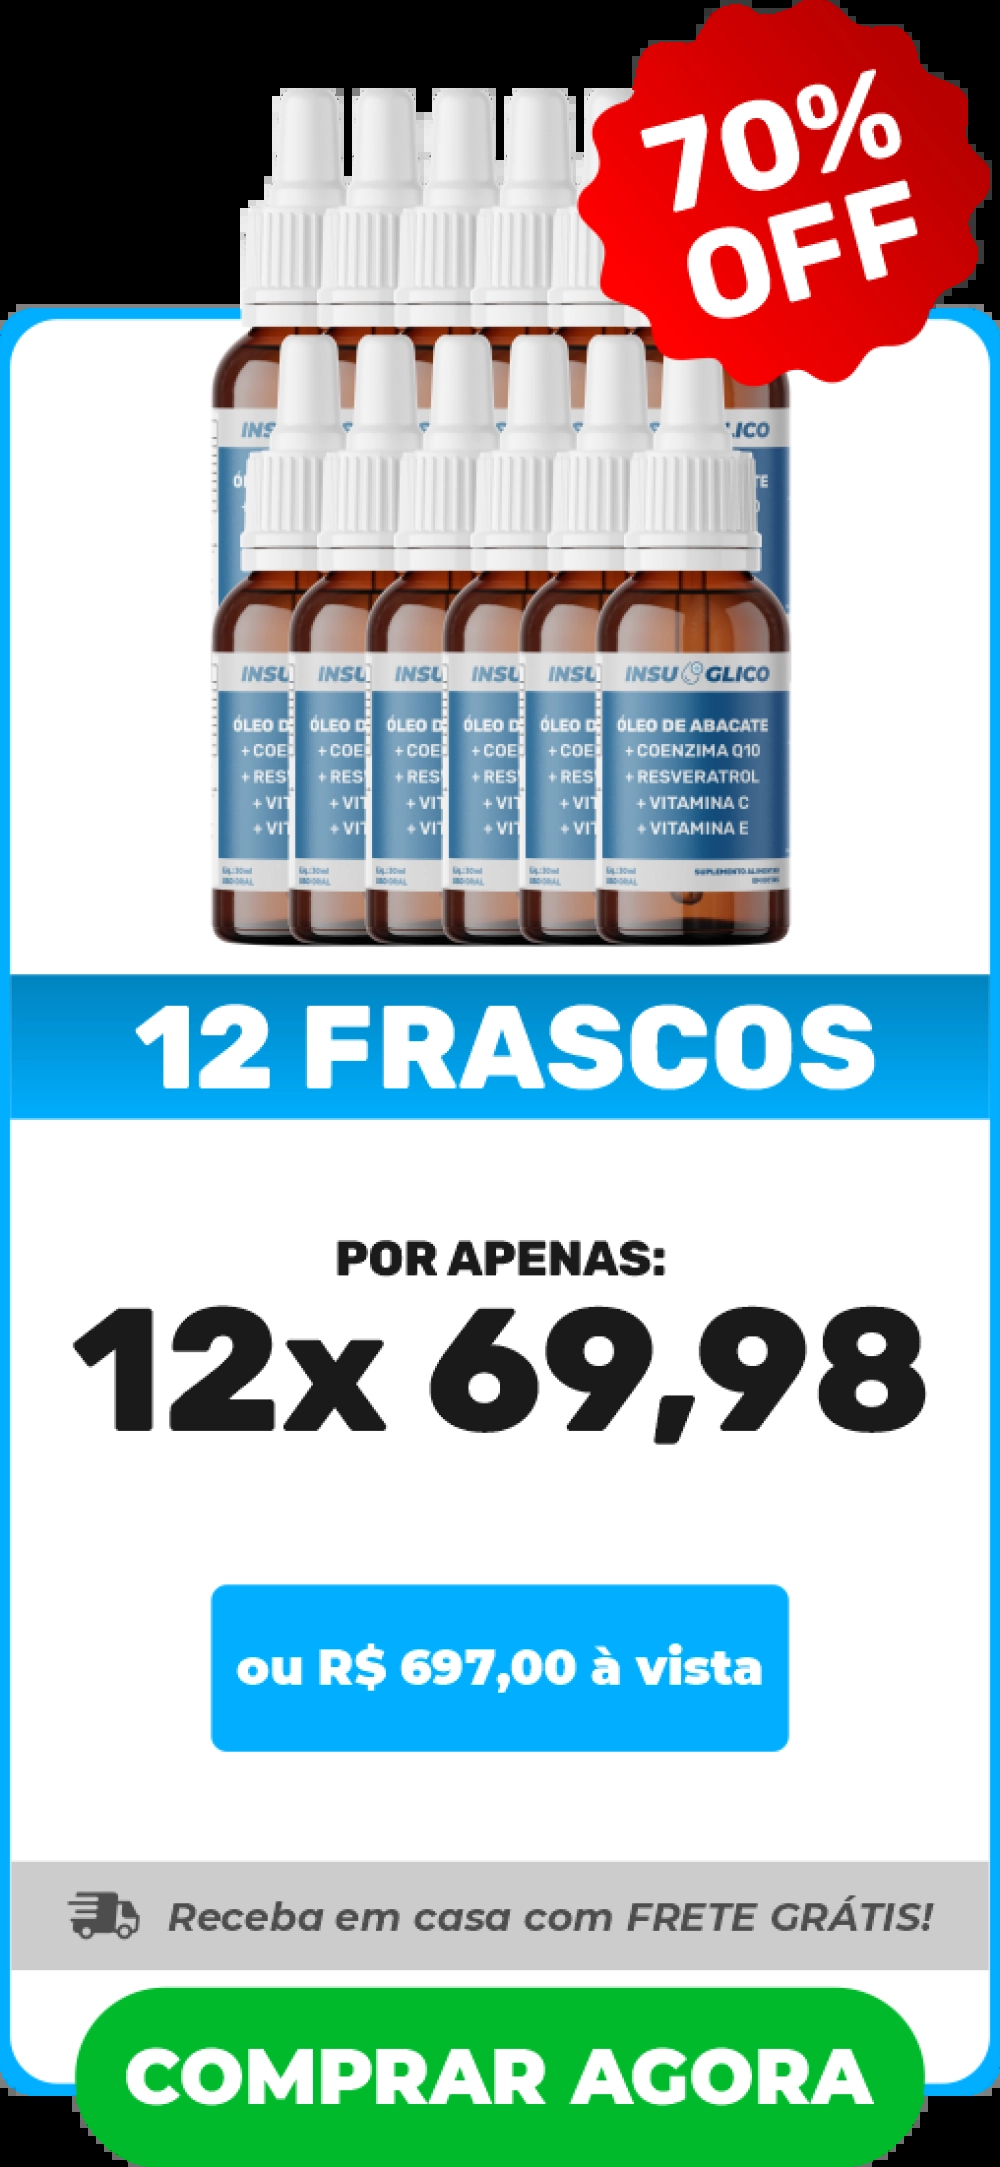 70%
OFF
INSU GLICO
ÓLEO DE ABACATE
+ COENZIMA Q10
+ RESVERATROL
+ VITAMINA C
+ VITAMINA E
12 FRASCOS
POR APENAS:
12x 69,98
ou R$ 697,00 à vista
Receba em casa com FRETE GRÁTIS!
COMPRAR AGORA